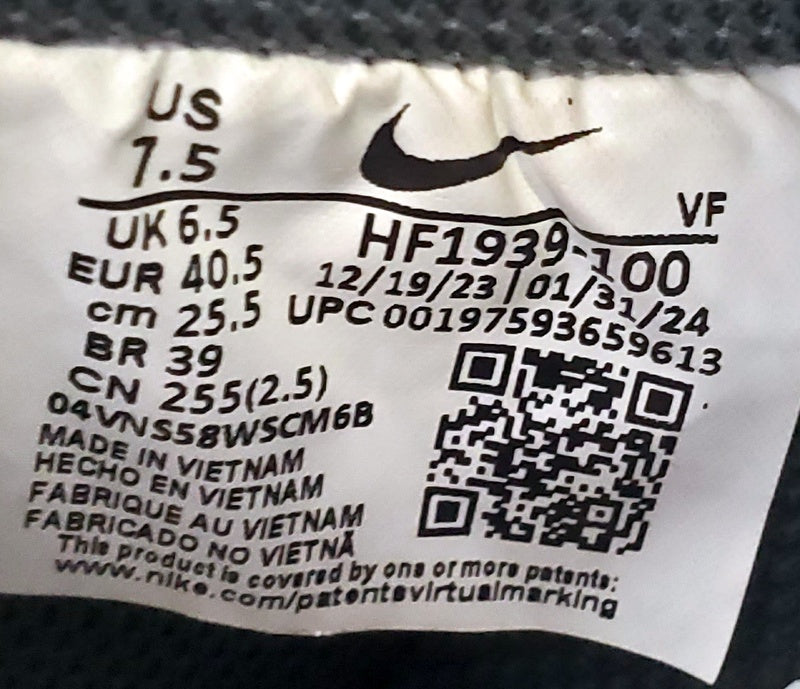 US
7.5
VF
UK 6.5
EUR 40.5
cm 25.5
BR 39
CN 255(2.5)
HF1939-100
12/19/23 | 01/31/24
UPC 00197593659613
04VNS58WSCM6B
MADE IN VIETNAM
HECHO EN VIETNAM
FABRIQUE AU VIETNAM
FABRICADO NO VIETNÃ
This product is covered by one or more patents:
www.nike.com/patentsvirtualmarking